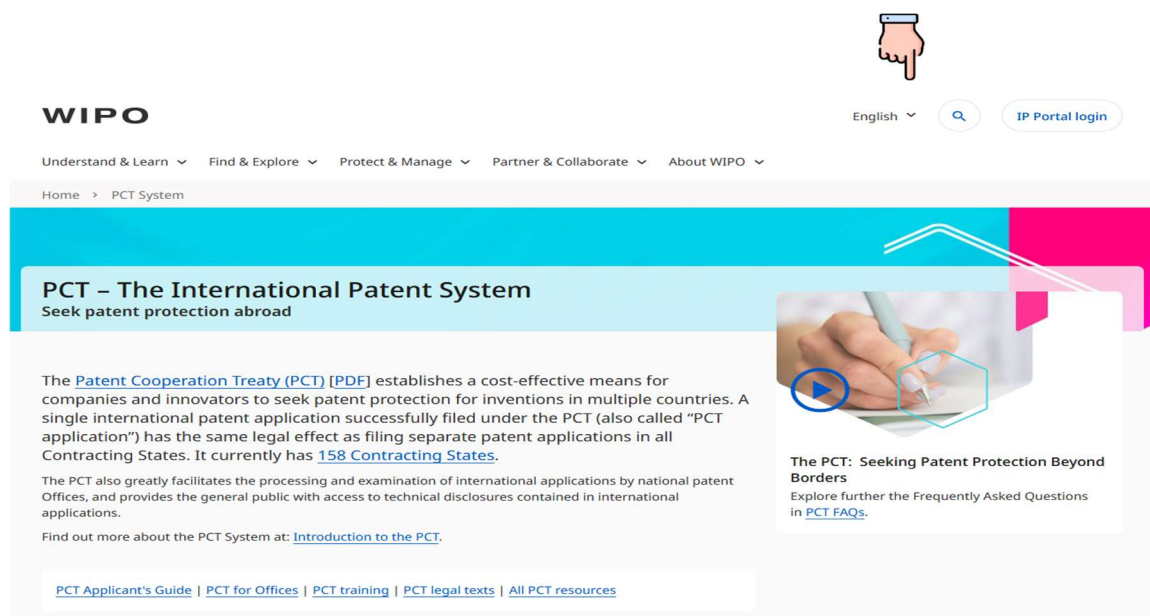 WIPO
English
IP Portal login
Understand & Learn
Find & Explore
Protect & Manage
Partner & Collaborate
About WIPO
Home > PCT System
PCT – The International Patent System
Seek patent protection abroad
The Patent Cooperation Treaty (PCT) [PDF] establishes a cost-effective means for
companies and innovators to seek patent protection for inventions in multiple countries. A
single international patent application successfully filed under the PCT (also called “PCT
application”) has the same legal effect as filing separate patent applications in all
Contracting States. It currently has 158 Contracting States.
The PCT also greatly facilitates the processing and examination of international applications by national patent
Offices, and provides the general public with access to technical disclosures contained in international
applications.
Find out more about the PCT System at: Introduction to the PCT.
PCT Applicant's Guide | PCT for Offices | PCT training | PCT legal texts | All PCT resources
The PCT: Seeking Patent Protection Beyond
Borders
Explore further the Frequently Asked Questions
in PCT FAQs.